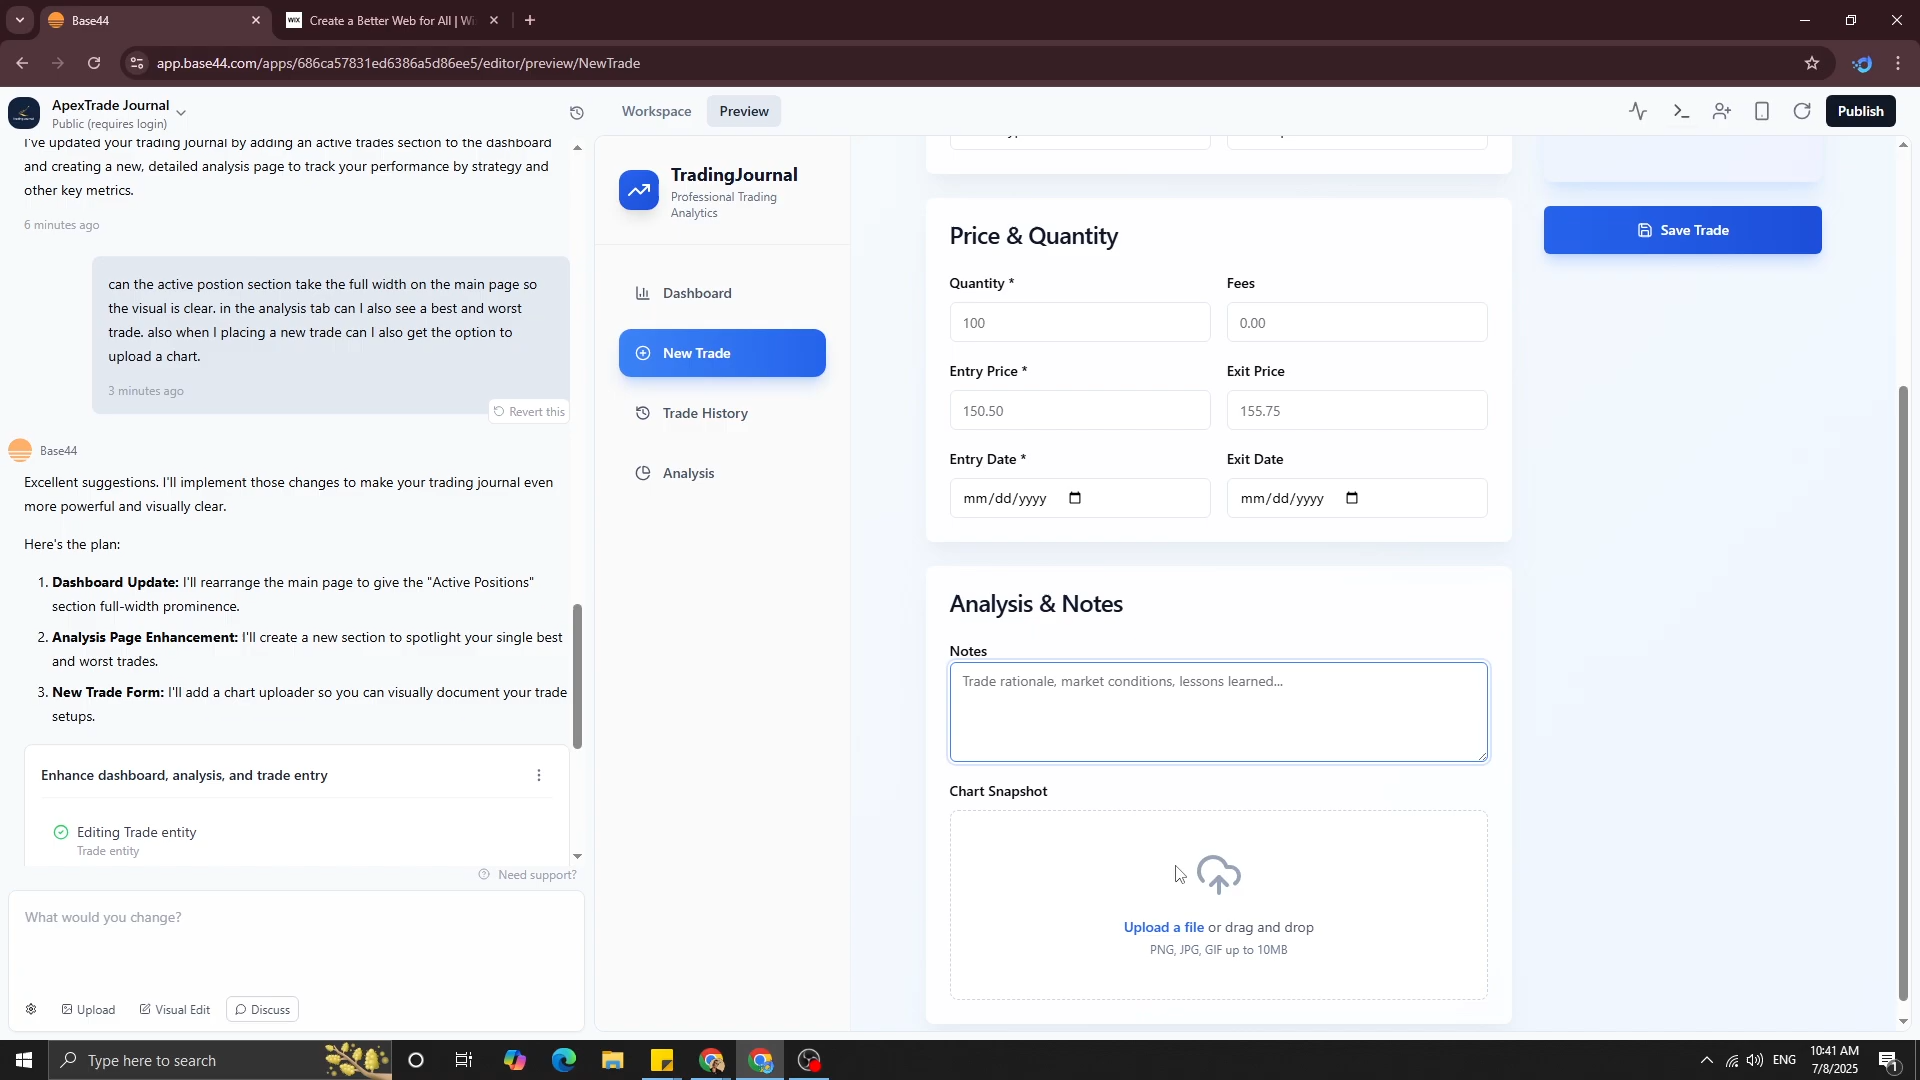 Base44
WIX Create a Better Web for All | Wi
app.base44.com/apps/686ca57831ed6386a5d86ee5/editor/preview/NewTrade
ApexTrade Journal
Public (requires login)
Workspace
Preview
Publish
I've updated your trading journal by adding an active trades section to the dashboard
and creating a new, detailed analysis page to track your performance by strategy and
other key metrics.
6 minutes ago
can the active postion section take the full width on the main page so
the visual is clear. in the analysis tab can I also see a best and worst
trade. also when I placing a new trade can I also get the option to
upload a chart.
3 minutes ago
Revert this
Base44
Excellent suggestions. I'll implement those changes to make your trading journal even
more powerful and visually clear.
Here's the plan:
1. Dashboard Update: I'll rearrange the main page to give the "Active Positions"
section full-width prominence.
2. Analysis Page Enhancement: I'll create a new section to spotlight your single best
and worst trades.
3. New Trade Form: I'll add a chart uploader so you can visually document your trade
setups.
Enhance dashboard, analysis, and trade entry
Editing Trade entity
Trade entity
Need support?
What would you change?
Upload
Visual Edit
Discuss
TradingJournal
Professional Trading
Analytics
Dashboard
New Trade
Trade History
Analysis
Price & Quantity
Quantity *
Fees
100
0.00
Entry Price *
Exit Price
150.50
155.75
Entry Date *
Exit Date
mm/dd/yyyy
mm/dd/yyyy
Analysis & Notes
Notes
Trade rationale, market conditions, lessons learned...
Chart Snapshot
Upload a file or drag and drop
PNG, JPG, GIF up to 10MB
Save Trade
Type here to search
ENG
10:41 AM
7/8/2025
1